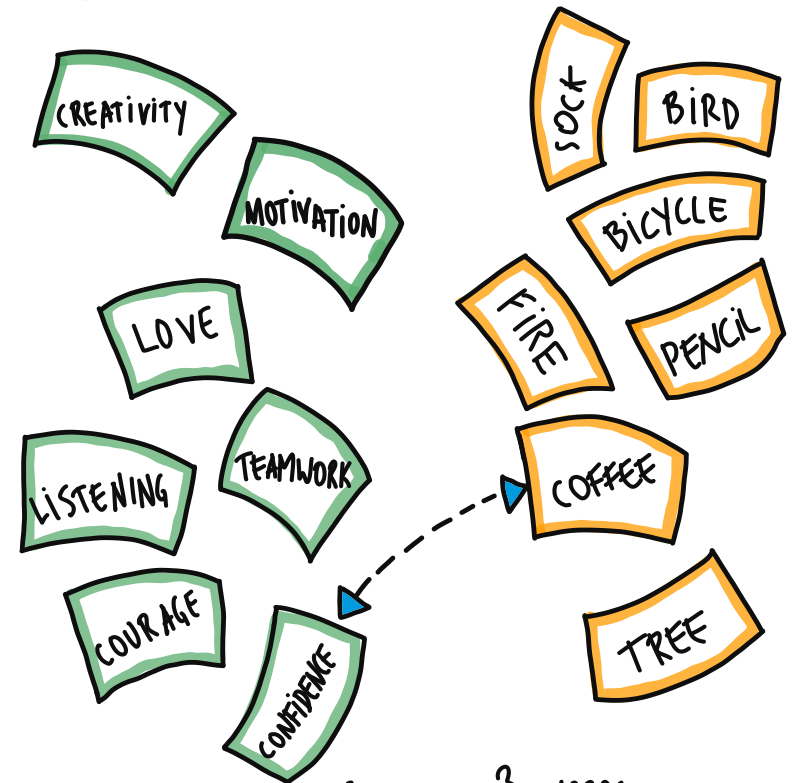 CREATIVITY
MOTIVATION
LOVE
TEAMWORK
LISTENING
COURAGE
CONFIDENCE
SOCK
BIRD
BICYCLE
FIRE
PENCIL
COFFEE
TREE